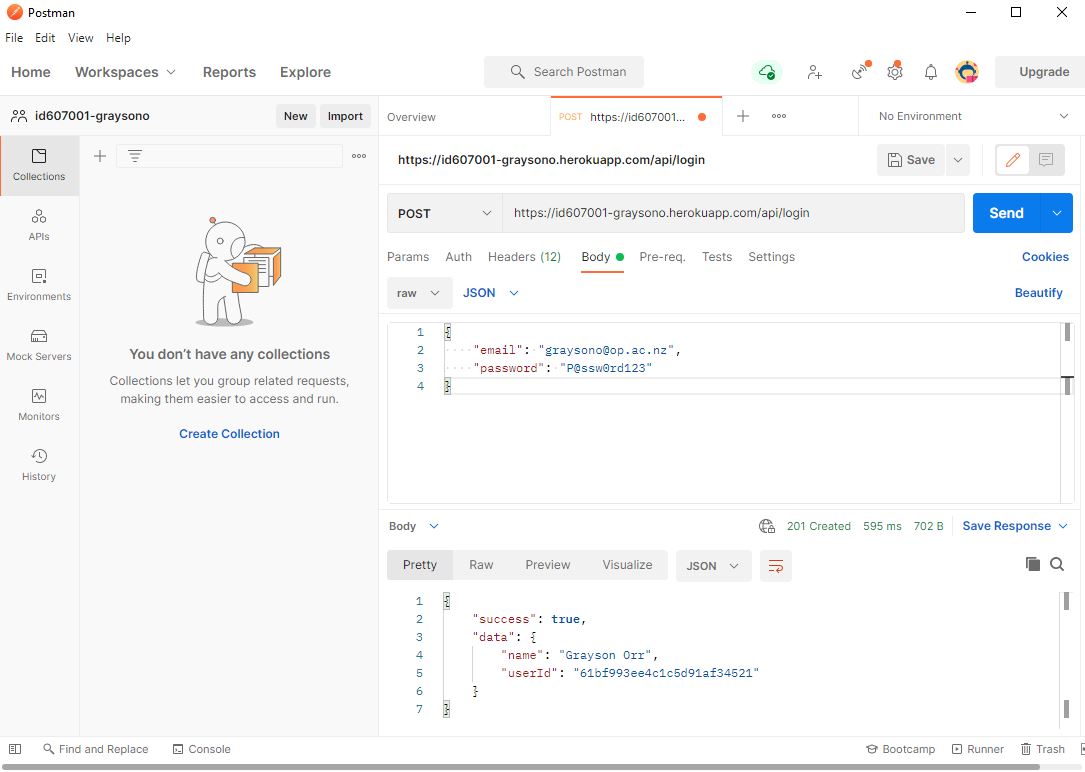 Postman
File Edit View Help
Home Workspaces Reports Explore Search Postman Upgrade
id607001-graysono New Import
Overview POST https://id607001... No Environment
Collections
APIs
Environments
Mock Servers
Monitors
History
You don't have any collections
Collections let you group related requests,
making them easier to access and run.
Create Collection
https://id607001-graysono.herokuapp.com/api/login Save
POST https://id607001-graysono.herokuapp.com/api/login Send
Params Auth Headers (12) Body Pre-req. Tests Settings Cookies
raw JSON Beautify
1 {
2 "email": "graysono@op.ac.nz",
3 "password": "P@ssw0rd123"
4 }
Body 201 Created 595 ms 702 B Save Response
Pretty Raw Preview Visualize JSON
1 {
2 "success": true,
3 "data": {
4 "name": "Grayson Orr",
5 "userId": "61bf993ee4c1c5d91af34521"
6 }
7 }
Find and Replace Console Bootcamp Runner Trash